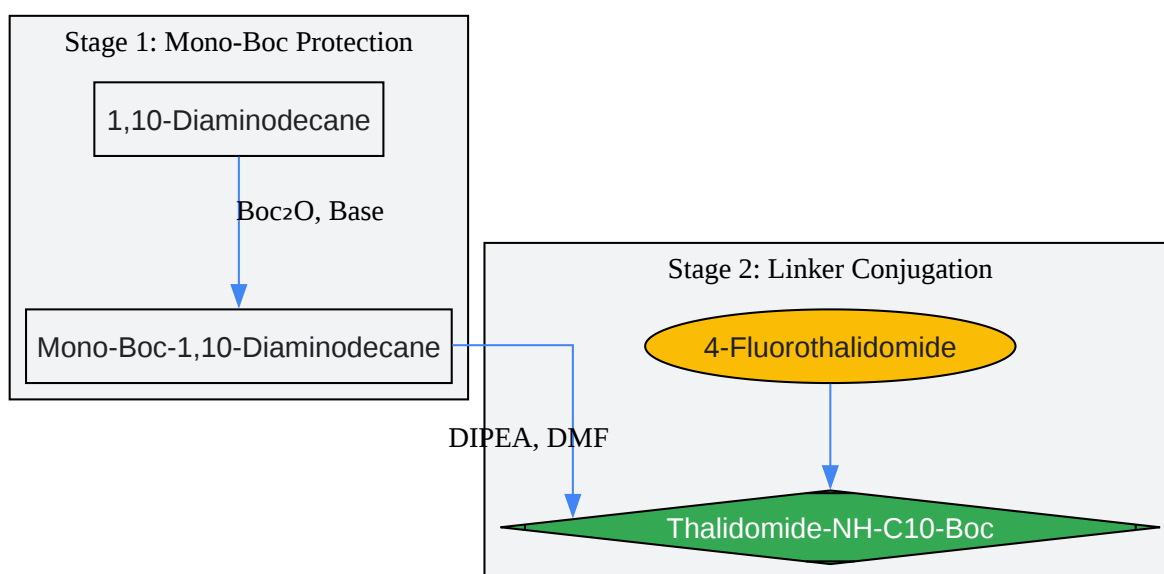 Stage 1: Mono-Boc Protection
1,10-Diaminodecane
Boc₂O, Base
Mono-Boc-1,10-Diaminodecane
Stage 2: Linker Conjugation
4-Fluorothalidomide
DIPEA, DMF
Thalidomide-NH-C10-Boc